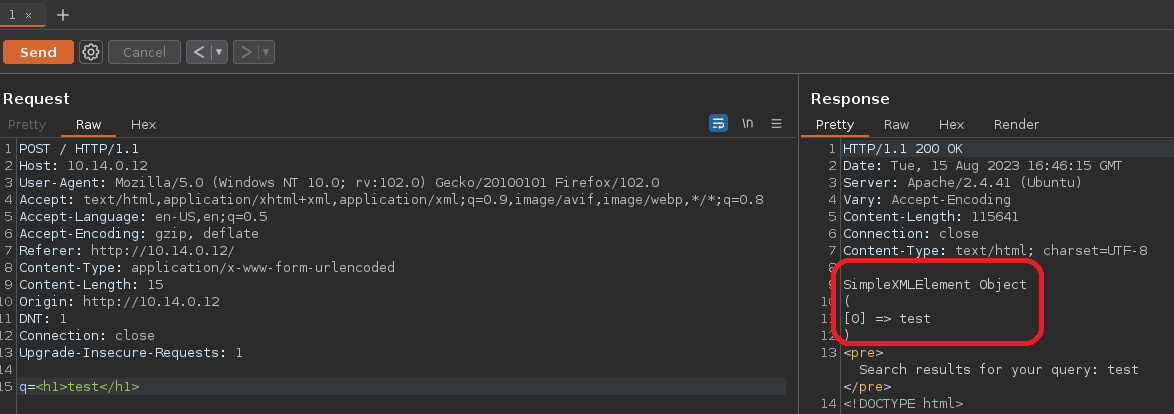 1 × +
Send Cancel < ▾ > ▾
Request
Pretty Raw Hex \n ≡
1 POST / HTTP/1.1
2 Host: 10.14.0.12
3 User-Agent: Mozilla/5.0 (Windows NT 10.0; rv:102.0) Gecko/20100101 Firefox/102.0
4 Accept: text/html,application/xhtml+xml,application/xml;q=0.9,image/avif,image/webp,*/*;q=0.8
5 Accept-Language: en-US,en;q=0.5
6 Accept-Encoding: gzip, deflate
7 Referer: http://10.14.0.12/
8 Content-Type: application/x-www-form-urlencoded
9 Content-Length: 15
10 Origin: http://10.14.0.12
11 DNT: 1
12 Connection: close
13 Upgrade-Insecure-Requests: 1
14
15 q=<h1>test</h1>
Response
Pretty Raw Hex Render
1 HTTP/1.1 200 OK
2 Date: Tue, 15 Aug 2023 16:46:15 GMT
3 Server: Apache/2.4.41 (Ubuntu)
4 Vary: Accept-Encoding
5 Content-Length: 115641
6 Connection: close
7 Content-Type: text/html; charset=UTF-8
8
9 SimpleXMLElement Object
10 (
11 [0] => test
12 )
13 <pre>
Search results for your query: test
</pre>
14 <!DOCTYPE html>